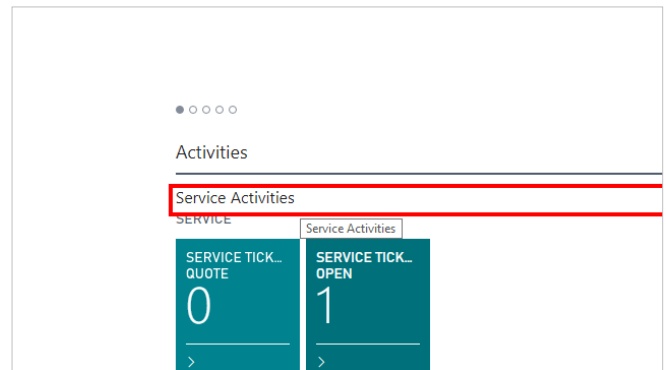 Activities
Service Activities
SERVICE
Service Activities
SERVICE TICK...
QUOTE
0
SERVICE TICK...
OPEN
1